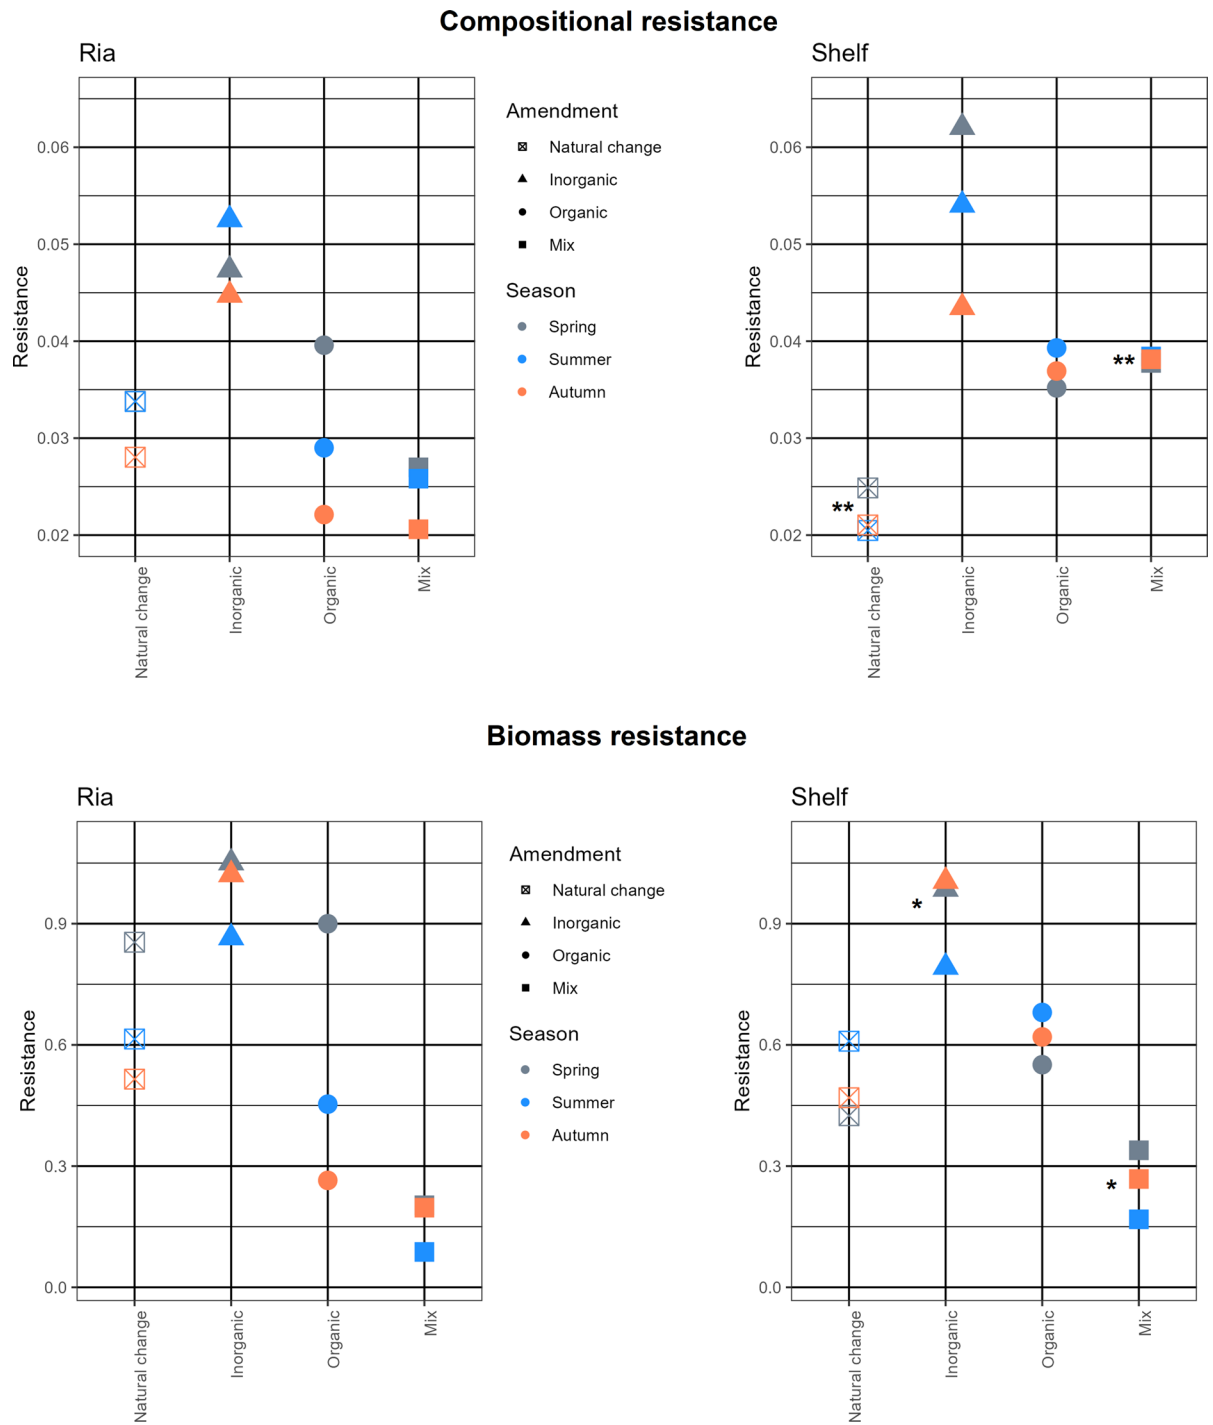 Compositional resistance
Ria
Resistance
0.06
0.05
0.04
0.03
0.02
Natural change
Inorganic
Organic
Mix
Amendment
Natural change
Inorganic
Organic
Mix
Season
Spring
Summer
Autumn
Shelf
Resistance
0.06
0.05
0.04
0.03
0.02
**
**
Natural change
Inorganic
Organic
Mix
Biomass resistance
Ria
Resistance
0.9
0.6
0.3
0.0
Natural change
Inorganic
Organic
Mix
Amendment
Natural change
Inorganic
Organic
Mix
Season
Spring
Summer
Autumn
Shelf
Resistance
0.9
0.6
0.3
0.0
*
*
Natural change
Inorganic
Organic
Mix